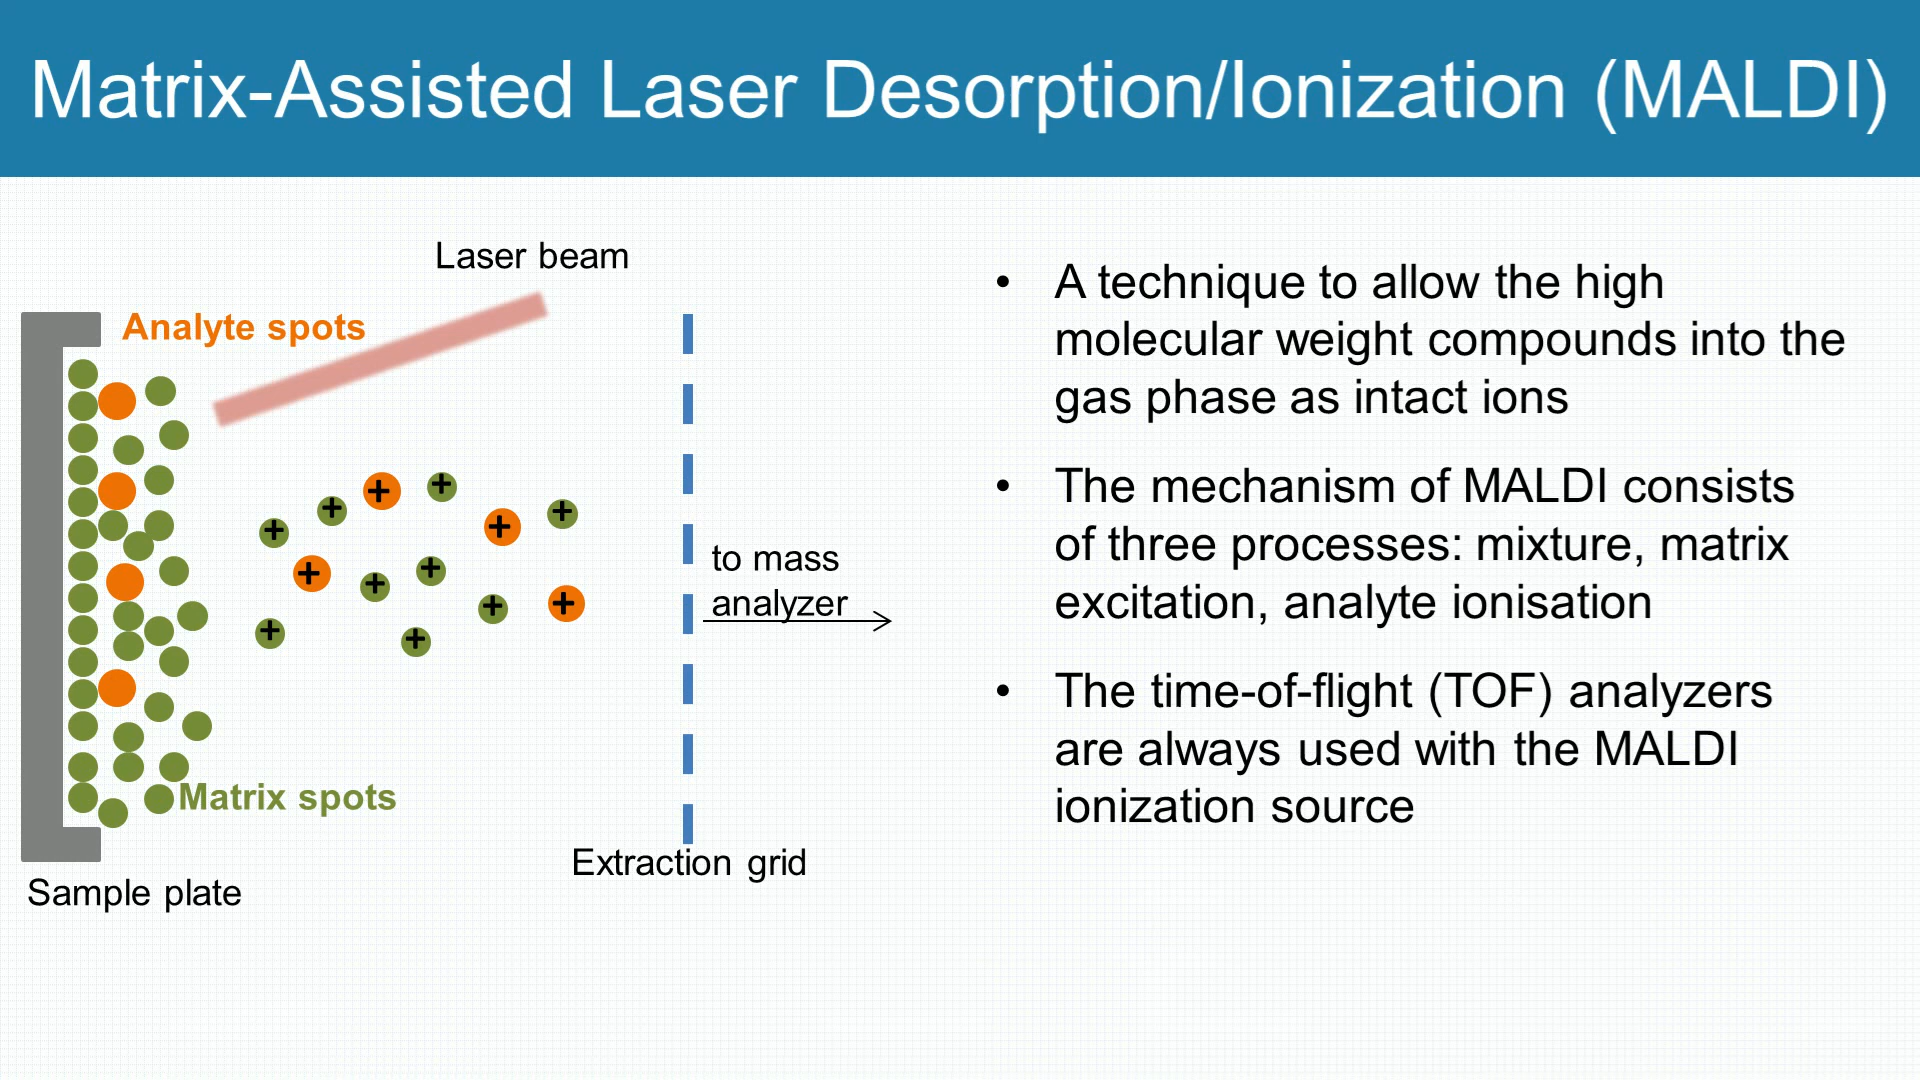 Matrix-Assisted Laser Desorption/Ionization (MALDI)
Laser beam
Analyte spots
to mass
analyzer
Matrix spots
Extraction grid
Sample plate
• A technique to allow the high
molecular weight compounds into the
gas phase as intact ions
• The mechanism of MALDI consists
of three processes: mixture, matrix
excitation, analyte ionisation
• The time-of-flight (TOF) analyzers
are always used with the MALDI
ionization source